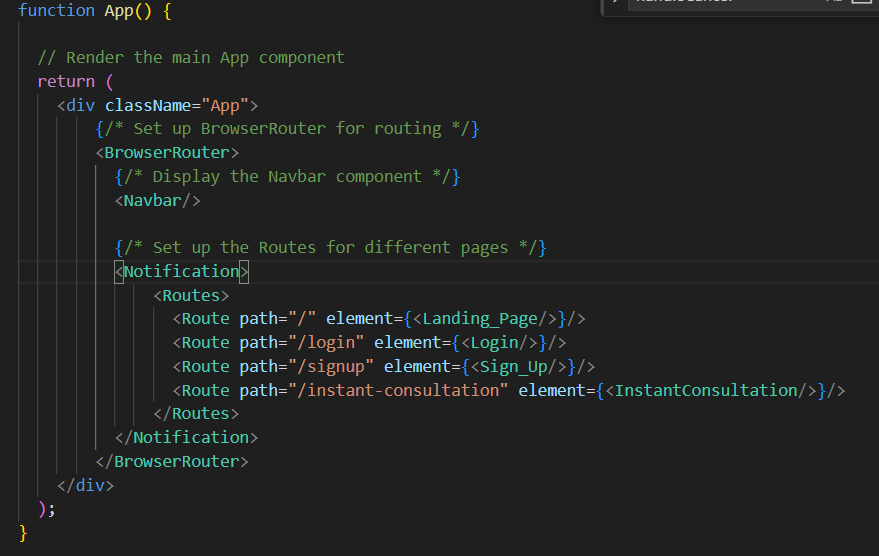 function App() {
// Render the main App component
return (
<div className="App">
{/* Set up BrowserRouter for routing */}
<BrowserRouter>
{/* Display the Navbar component */}
<Navbar/>
{/* Set up the Routes for different pages */}
<Notification>
<Routes>
<Route path="/" element={<Landing_Page/>}/>
<Route path="/login" element={<Login/>}/>
<Route path="/signup" element={<Sign_Up/>}/>
<Route path="/instant-consultation" element={<InstantConsultation/>}/>
</Routes>
</Notification>
</BrowserRouter>
</div>
);
}